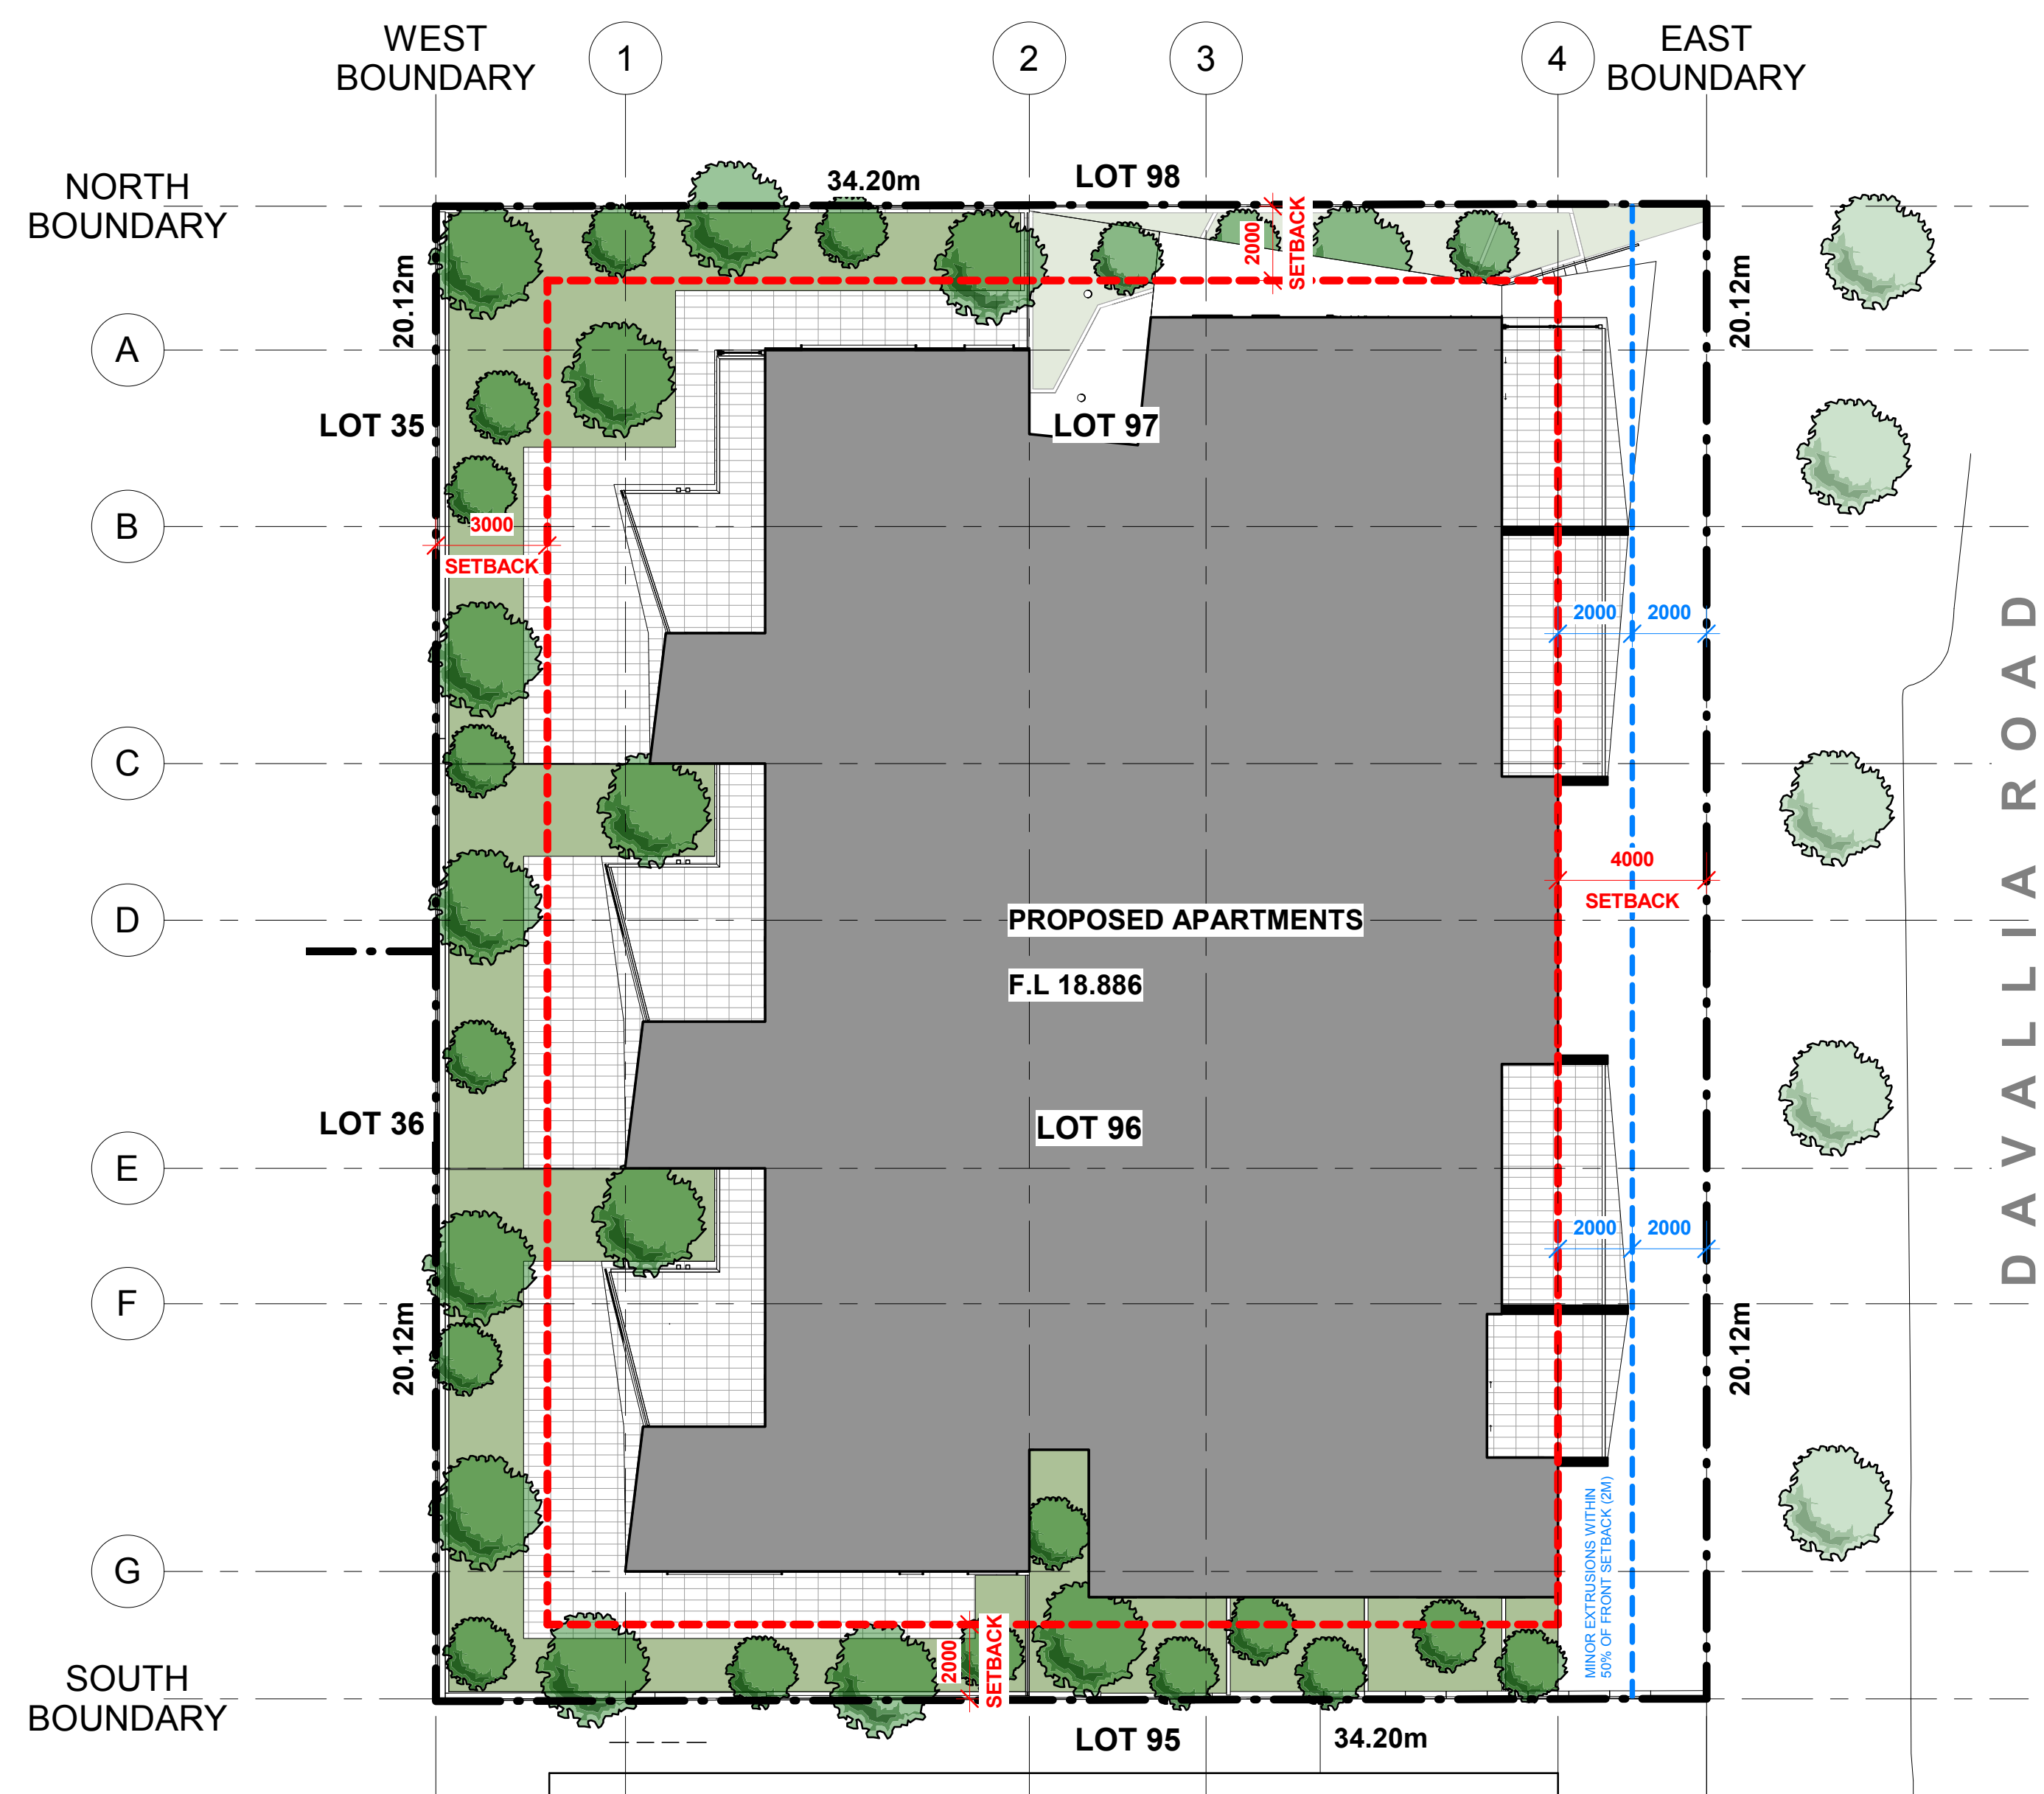 WEST
BOUNDARY
1
2
3
4
EAST
BOUNDARY
NORTH
BOUNDARY
34.20m
LOT 98
2000
SETBACK
20.12m
20.12m
A
LOT 35
LOT 97
B
3000
SETBACK
2000
2000
C
4000
SETBACK
D
PROPOSED APARTMENTS
F.L 18.886
DAVALLIA ROAD
LOT 36
LOT 96
E
2000
2000
F
20.12m
20.12m
MINOR EXTRUSIONS WITHIN
50% OF FRONT SETBACK (2M)
G
2000
SETBACK
SOUTH
BOUNDARY
LOT 95
34.20m